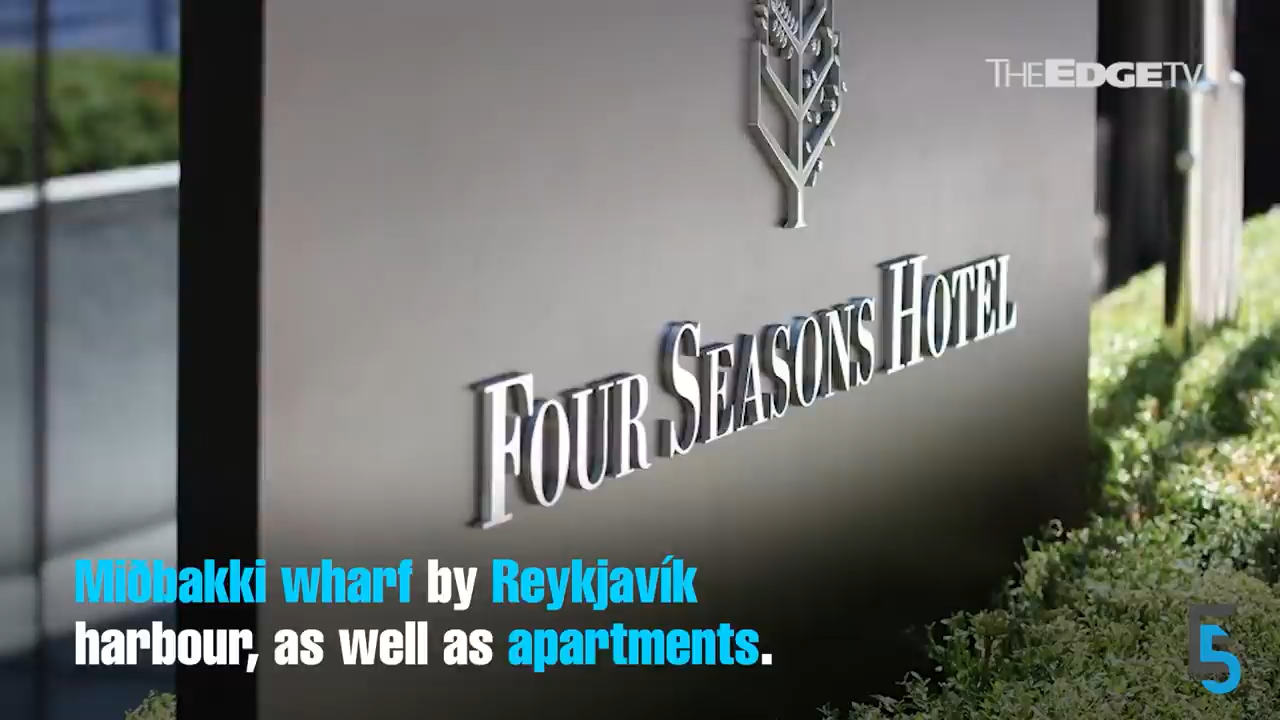 THEEDGETV
FOUR SEASONS HOTEL
Miðbakki wharf by Reykjavík
harbour, as well as apartments.
5